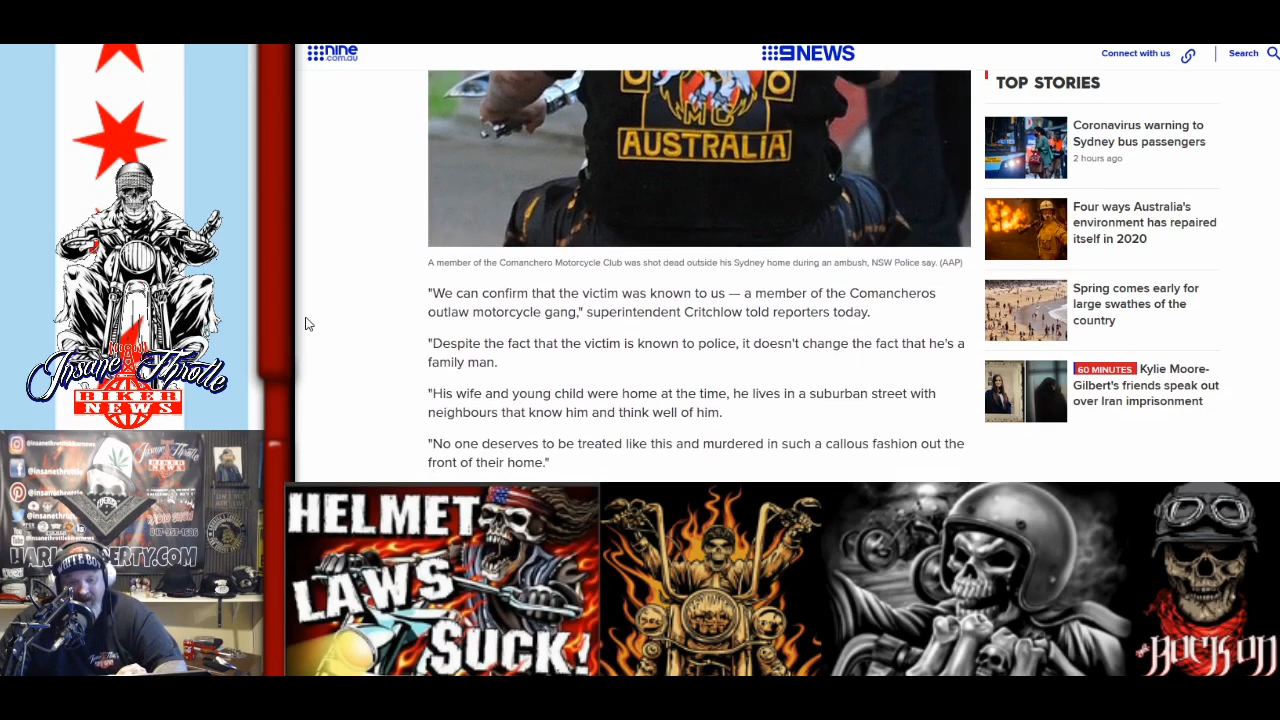 nine
.com.au
9NEWS
Connect with us
Search
MC
AUSTRALIA
A member of the Comanchero Motorcycle Club was shot dead outside his Sydney home during an ambush, NSW Police say. (AAP)
"We can confirm that the victim was known to us — a member of the Comancheros
outlaw motorcycle gang," superintendent Critchlow told reporters today.
"Despite the fact that the victim is known to police, it doesn't change the fact that he's a
family man.
"His wife and young child were home at the time, he lives in a suburban street with
neighbours that know him and think well of him.
"No one deserves to be treated like this and murdered in such a callous fashion out the
front of their home."
TOP STORIES
Coronavirus warning to
Sydney bus passengers
2 hours ago
Four ways Australia's
environment has repaired
itself in 2020
Spring comes early for
large swathes of the
country
60 MINUTES Kylie Moore-
Gilbert's friends speak out
over Iran imprisonment
Insane Throttle
BIKER
NEWS
@insanethrottlebikernews
@insanethrottle
@insanethro
WHITE BOY
HELMET
LAWS
SUCK!
ROCK ON